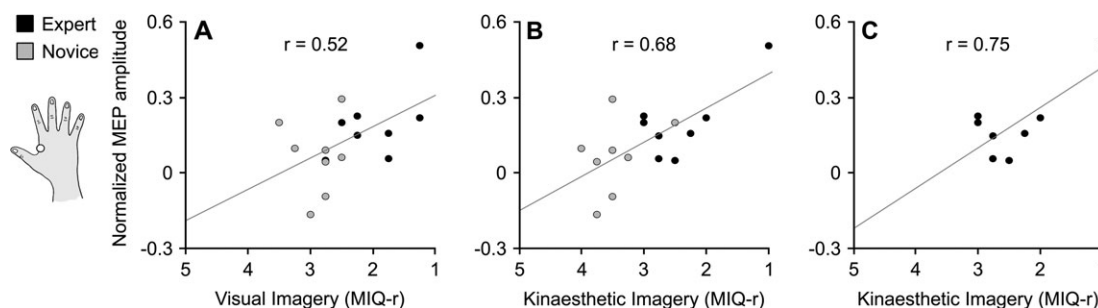 Expert
Novice
Normalized MEP amplitude
A
r = 0.52
0.6
0.3
0
-0.3
5 4 3 2 1
Visual Imagery (MIQ-r)
B
r = 0.68
0.6
0.3
0
-0.3
5 4 3 2 1
Kinaesthetic Imagery (MIQ-r)
C
r = 0.75
0.6
0.3
0
-0.3
5 4 3 2 1
Kinaesthetic Imagery (MIQ-r)